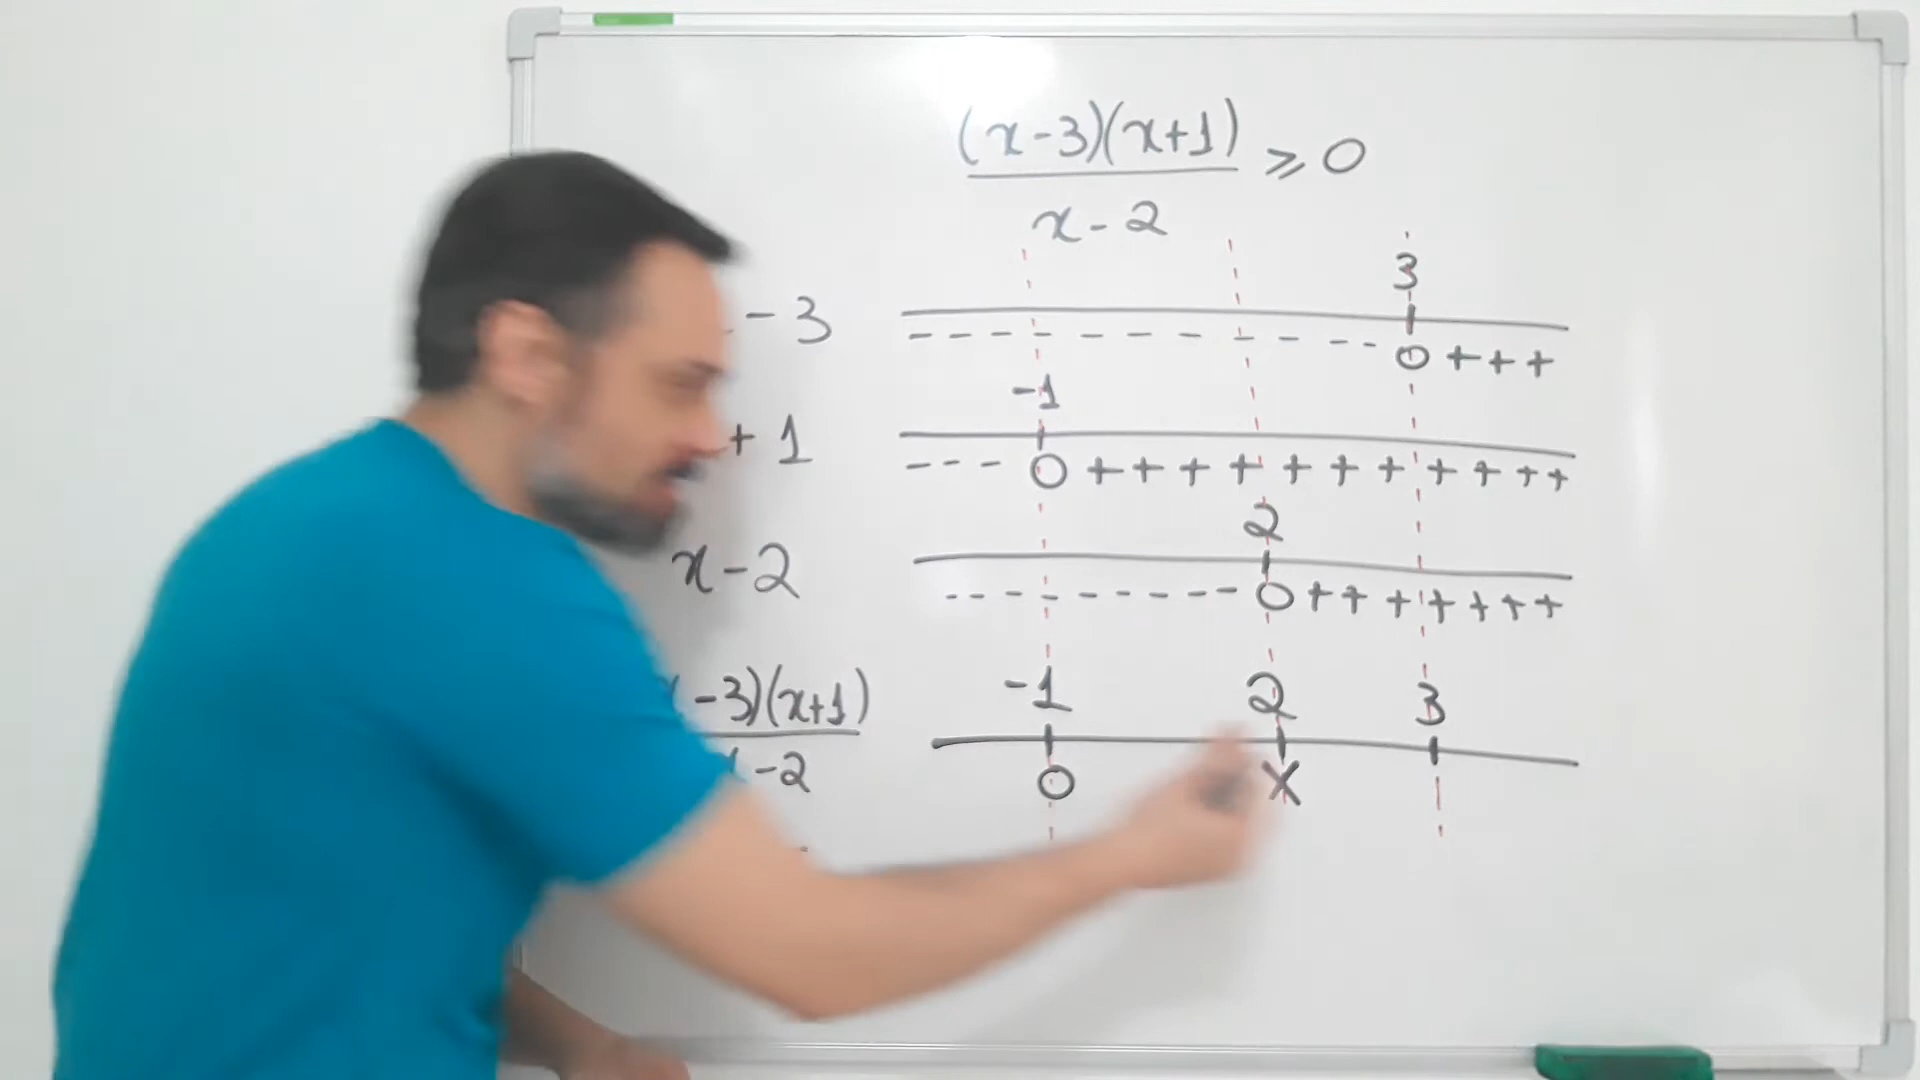 (x-3)(x+1)
x - 2
⩾ 0
3
- 3
- - - - - - - - - - - 0 + + +
-1
+ 1
- - - 0 + + + + + + + + + + +
2
x - 2
- - - - - - - - - - 0 + + + + + + +
-3)(x+1)
-2
-1 2 3
0 X